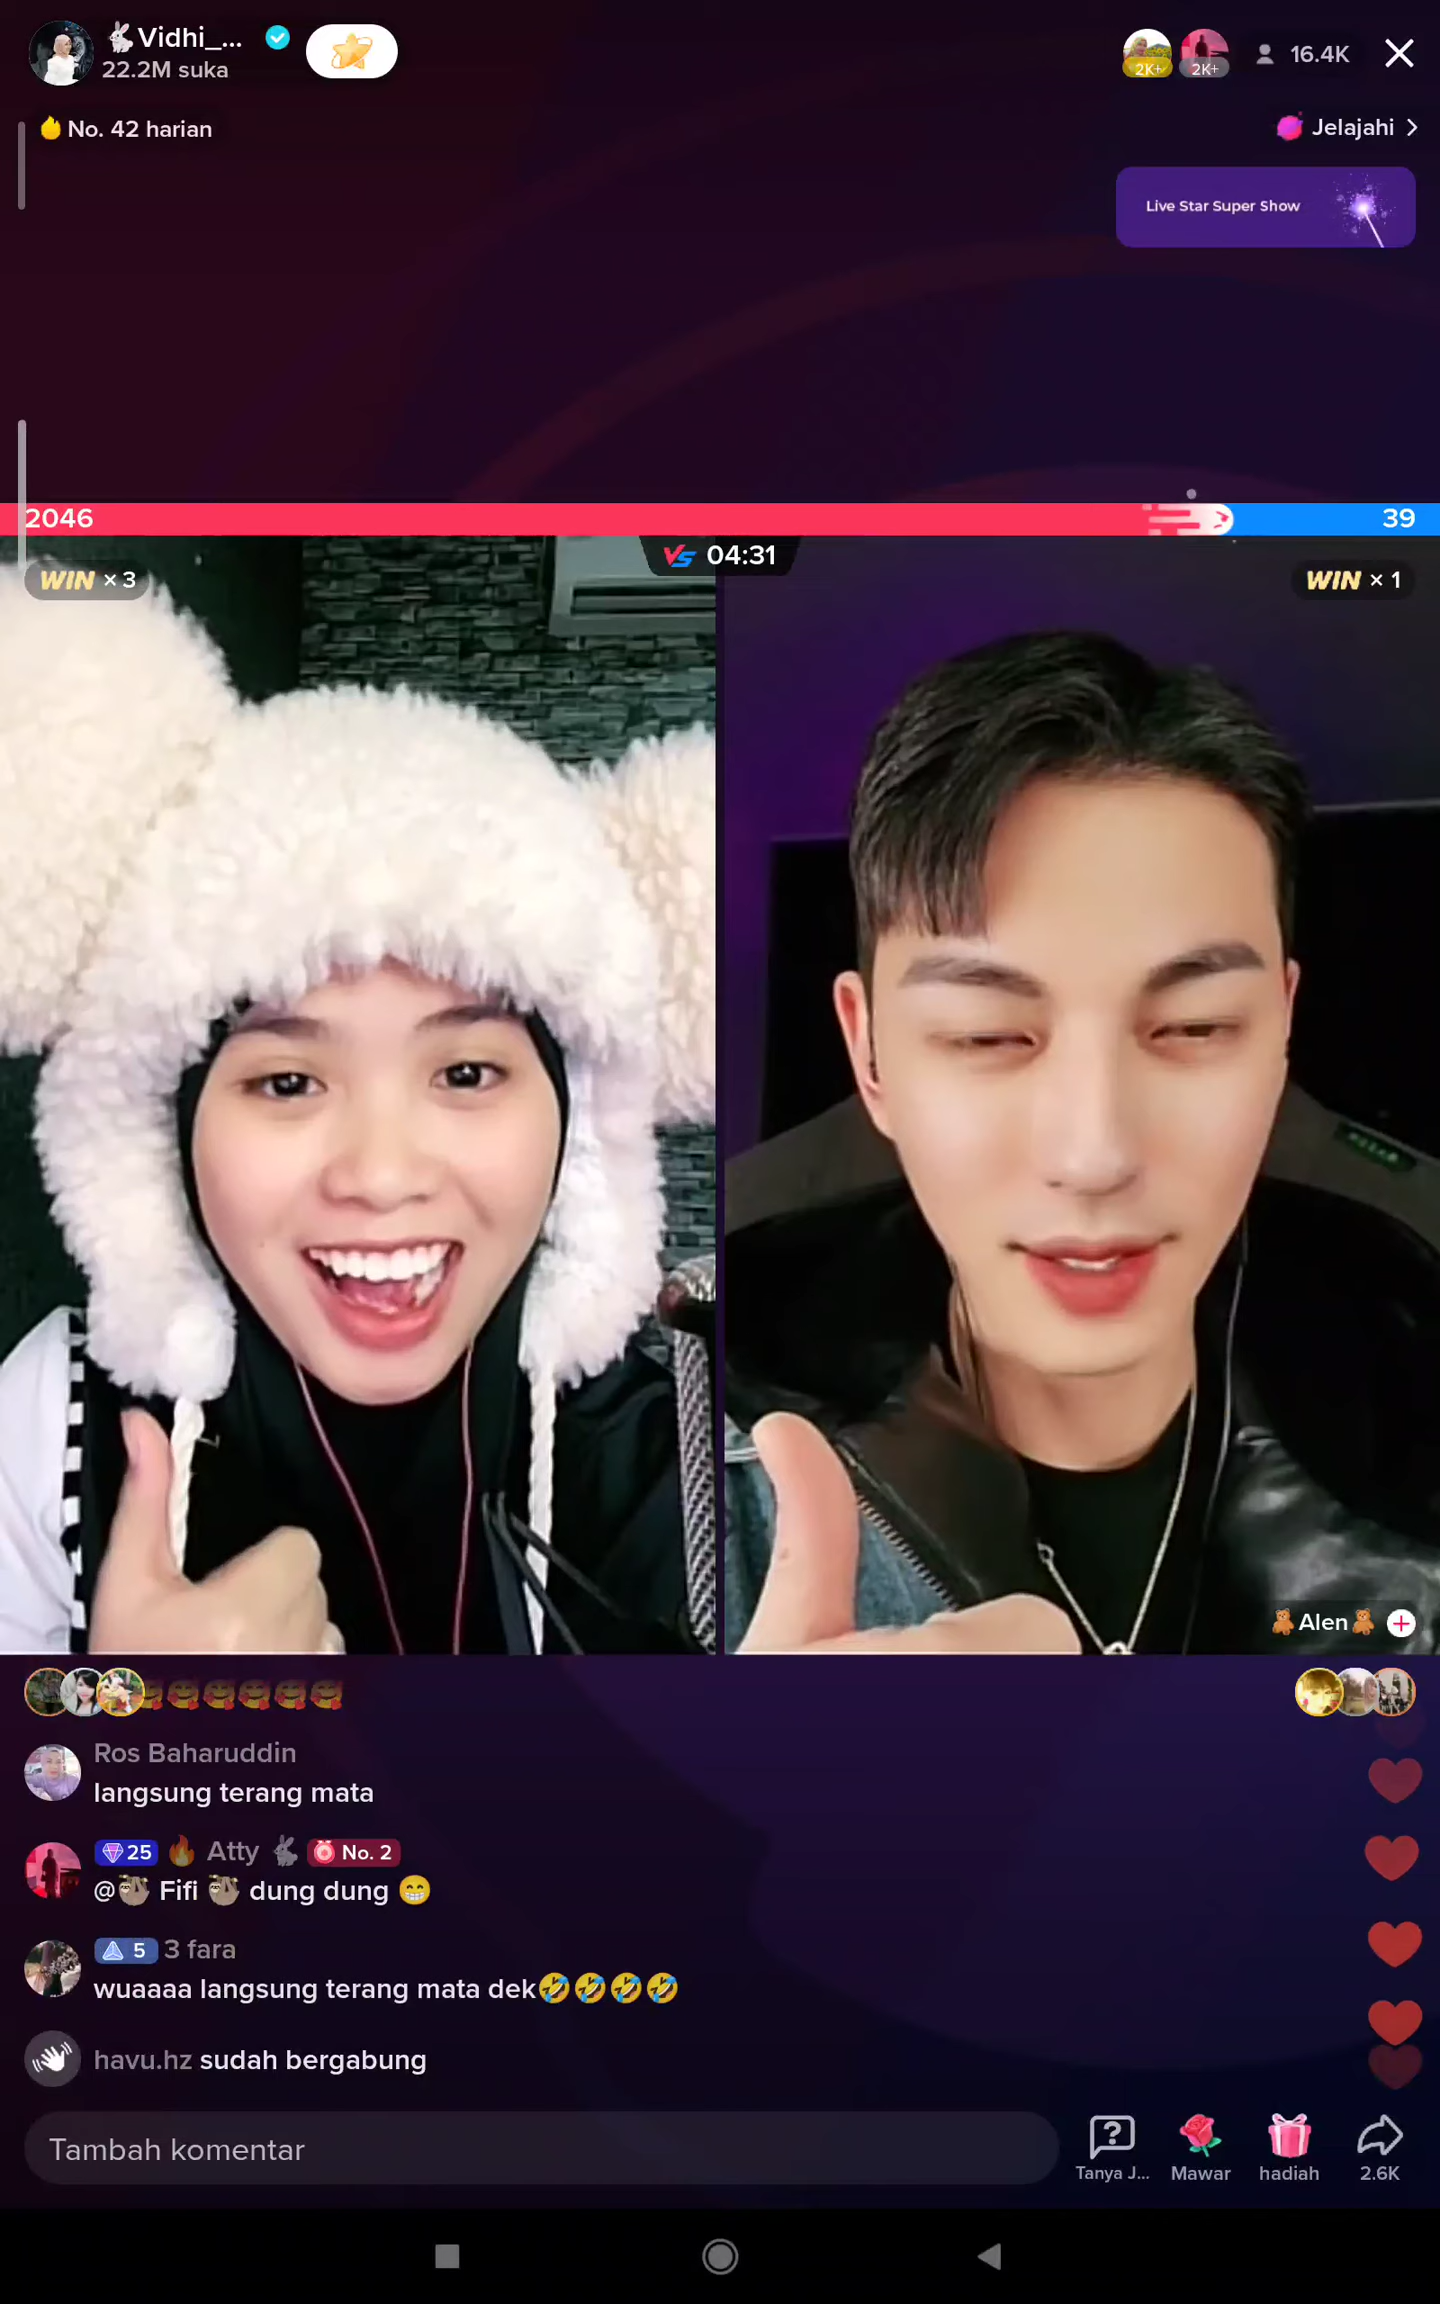 🐇Vidhi_...
22.2M suka
2K+
2K+
16.4K
No. 42 harian
Jelajahi >
Live Star Super Show
2046
39
VS 04:31
WIN × 3
WIN × 1
🧸Alen🧸
🥰🥰🥰🥰🥰🥰
Ros Baharuddin
langsung terang mata
25 🔥 Atty 🐇 No. 2
@🦥 Fifi 🦥 dung dung 😁
5 3 fara
wuaaaa langsung terang mata dek🤣🤣🤣🤣
havu.hz sudah bergabung
Tambah komentar
Tanya J...
Mawar
hadiah
2.6K